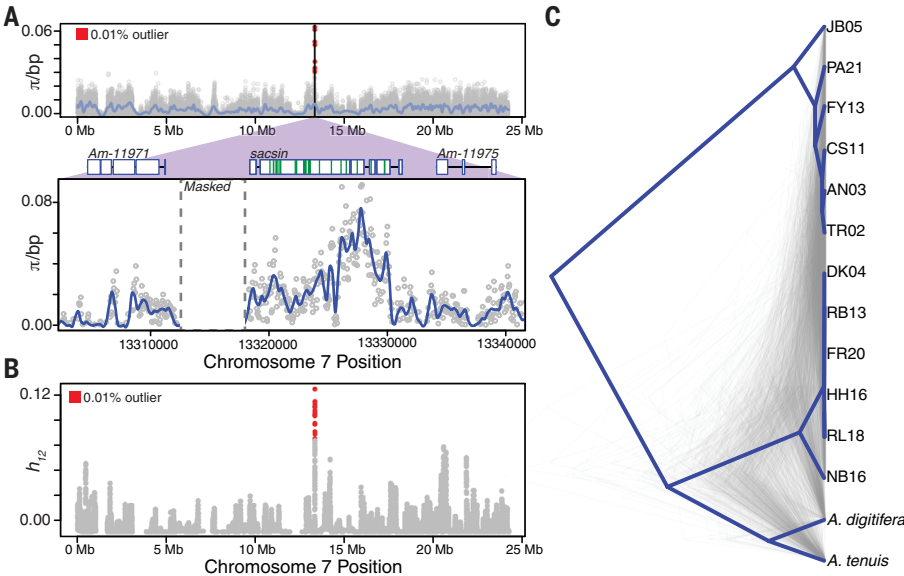 A
0.06
π/bp
0.00
0.01% outlier
0 Mb
5 Mb
10 Mb
15 Mb
20 Mb
25 Mb
Am-11971
sacsin
Am-11975
Masked
0.08
π/bp
0.00
13310000
13320000
13330000
13340000
Chromosome 7 Position
B
0.12
h12
0.00
0.01% outlier
0 Mb
5 Mb
10 Mb
15 Mb
20 Mb
25 Mb
Chromosome 7 Position
C
JB05
PA21
FY13
CS11
AN03
TR02
DK04
RB13
FR20
HH16
RL18
NB16
A. digitifera
A. tenuis